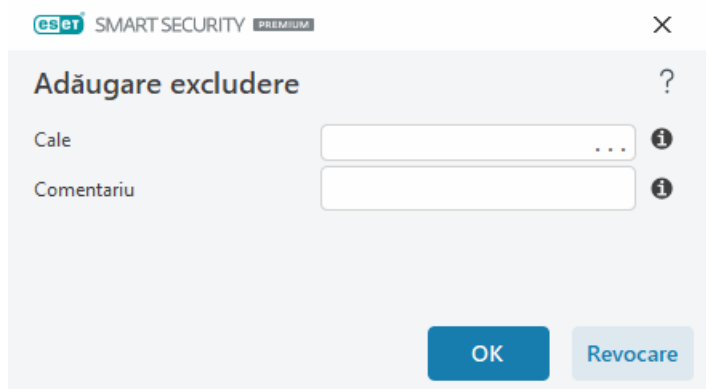 eset SMART SECURITY PREMIUM
Adăugare excludere
Cale ...
Comentariu
OK Revocare